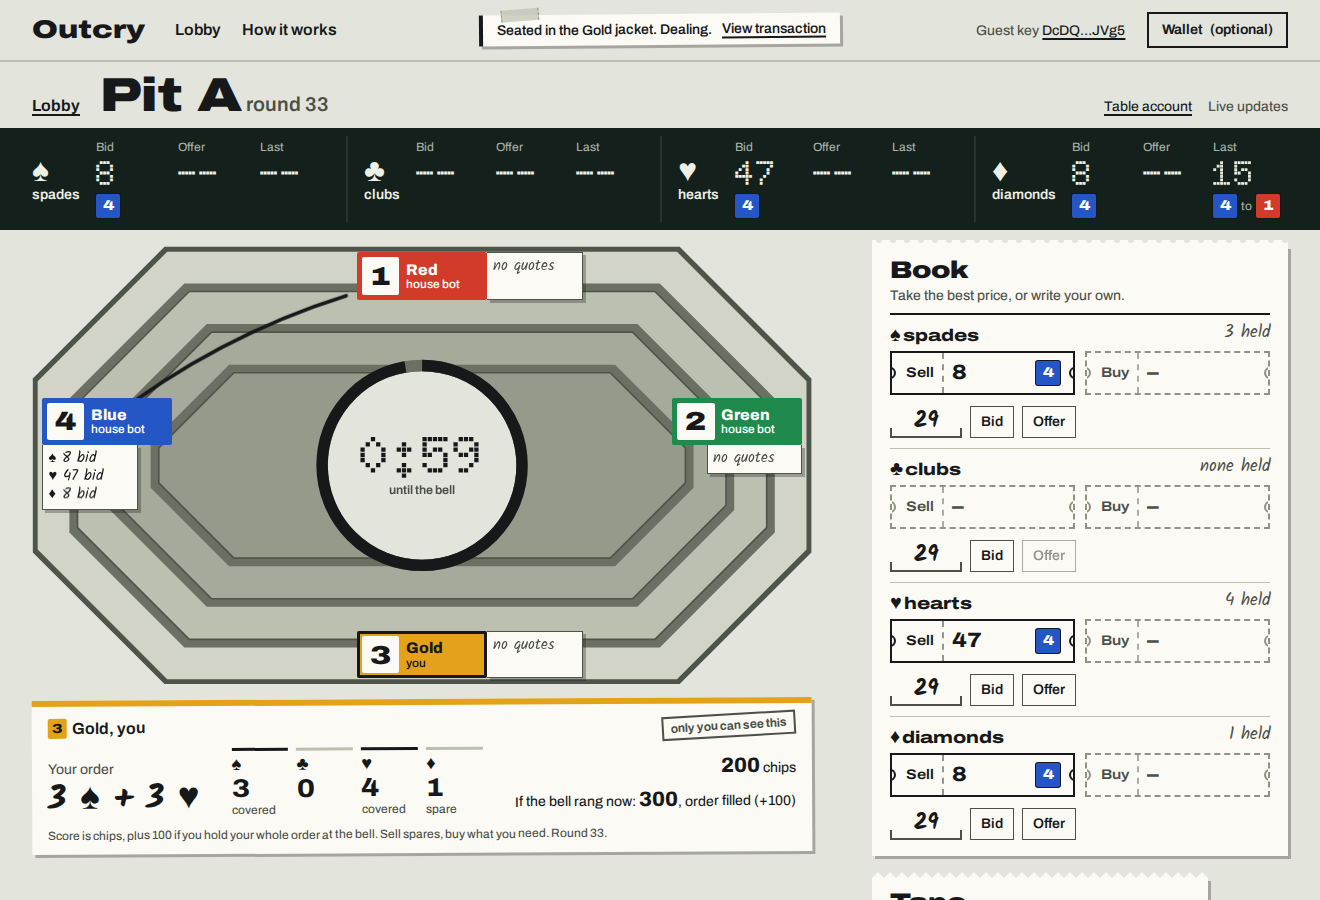 Outcry Lobby How it works
Seated in the Gold jacket. Dealing. View transaction
Guest key DcDQ...JVg5 Wallet (optional)
Lobby Pit A round 33
Table account Live updates
♠ spades Bid 8 4 Offer -- -- Last -- --
♣ clubs Bid -- -- Offer -- -- Last -- --
♥ hearts Bid 47 4 Offer -- -- Last -- --
♦ diamonds Bid 8 4 Offer -- -- Last 15 4 to 1
1 Red house bot no quotes
4 Blue house bot
♠ 8 bid
♥ 47 bid
♦ 8 bid
2 Green house bot no quotes
0:59
until the bell
3 Gold you no quotes
3 Gold, you
only you can see this
Your order
3 ♠ + 3 ♥
♠ 3 covered
♣ 0
♥ 4 covered
♦ 1 spare
200 chips
If the bell rang now: 300, order filled (+100)
Score is chips, plus 100 if you hold your whole order at the bell. Sell spares, buy what you need. Round 33.
Book
Take the best price, or write your own.
♠ spades 3 held
Sell 8 4 Buy –
29 Bid Offer
♣ clubs none held
Sell – Buy –
29 Bid Offer
♥ hearts 4 held
Sell 47 4 Buy –
29 Bid Offer
♦ diamonds 1 held
Sell 8 4 Buy –
29 Bid Offer